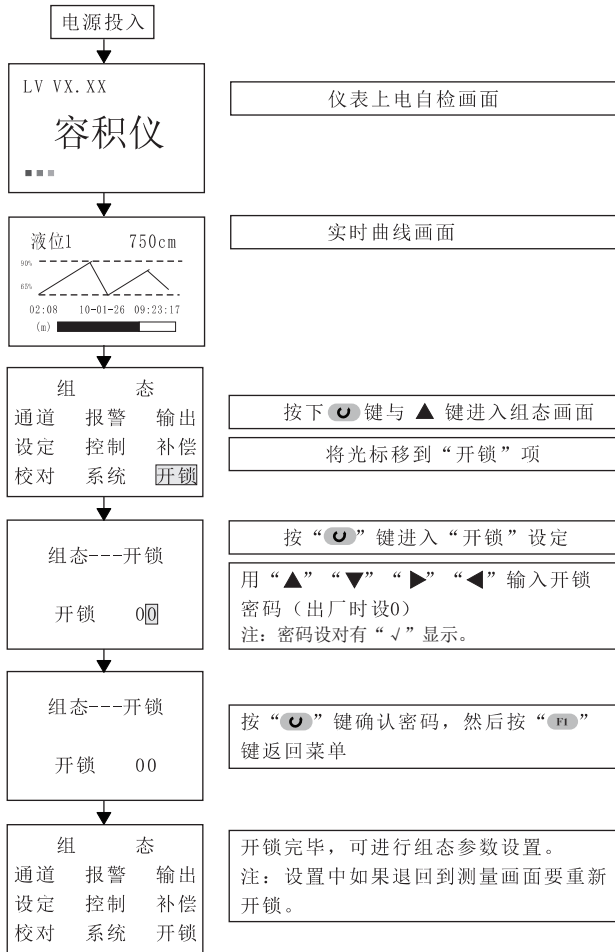 电源投入
LV VX.XX
容积仪
仪表上电自检画面
液位1 750cm
90%
65%
02:08 10-01-26 09:23:17
(m)
实时曲线画面
组 态
通道 报警 输出
设定 控制 补偿
校对 系统 开锁
按下 键与 ▲ 键进入组态画面
将光标移到“开锁”项
组态---开锁
开锁 00
按“ ”键进入“开锁”设定
用“▲”“▼”“▶”“◀”输入开锁
密码（出厂时设0）
注：密码设对有“√”显示。
组态---开锁
开锁 00
按“ ”键确认密码，然后按“F1”
键返回菜单
组 态
通道 报警 输出
设定 控制 补偿
校对 系统 开锁
开锁完毕，可进行组态参数设置。
注：设置中如果退回到测量画面要重新
开锁。